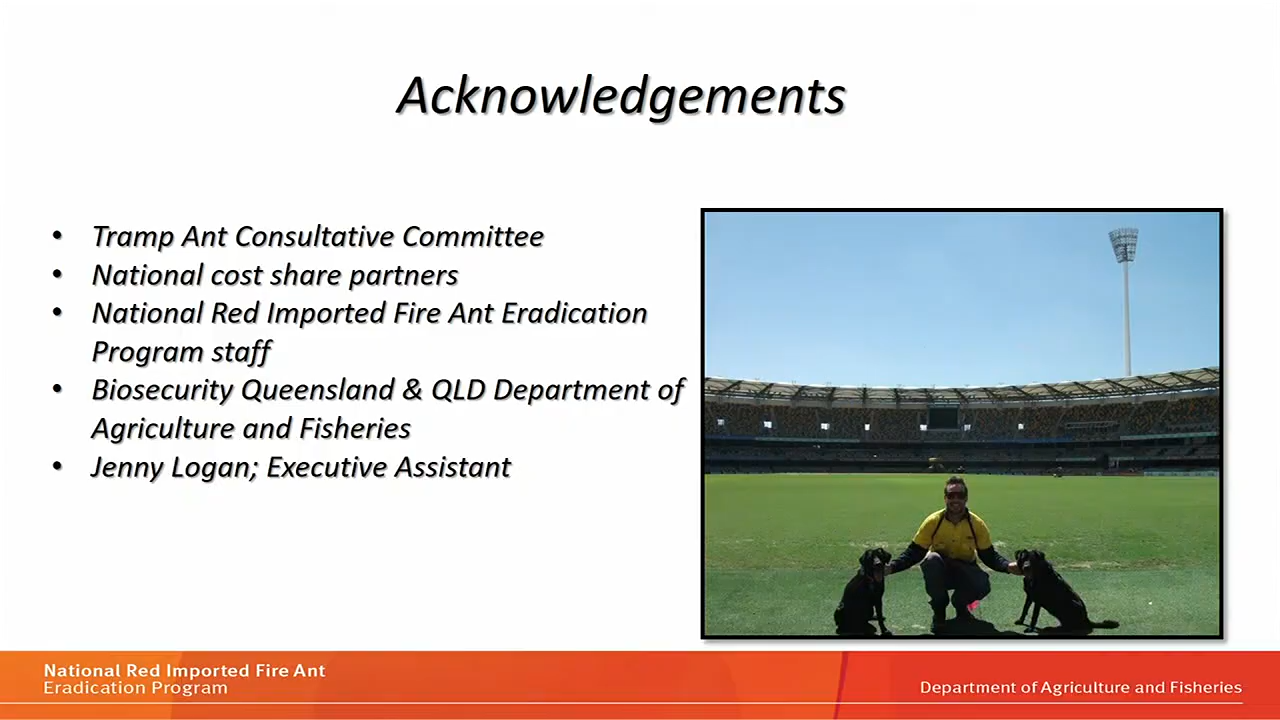 Acknowledgements
• Tramp Ant Consultative Committee
• National cost share partners
• National Red Imported Fire Ant Eradication
Program staff
• Biosecurity Queensland & QLD Department of
Agriculture and Fisheries
• Jenny Logan; Executive Assistant
National Red Imported Fire Ant
Eradication Program
Department of Agriculture and Fisheries